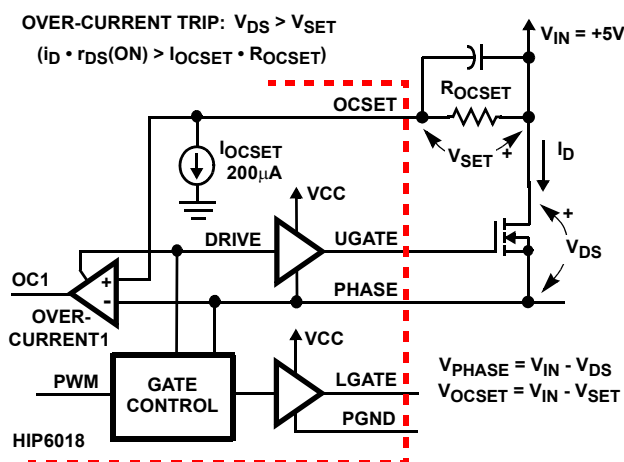 OVER-CURRENT TRIP: VDS > VSET
(iD • rDS(ON) > IOCSET • ROCSET)
VIN = +5V
OCSET
ROCSET
VSET +
ID
IOCSET
200μA
VCC
+
VDS
DRIVE
UGATE
OC1
+
-
PHASE
OVER-
CURRENT1
VCC
PWM
GATE
CONTROL
LGATE
PGND
HIP6018
VPHASE = VIN - VDS
VOCSET = VIN - VSET